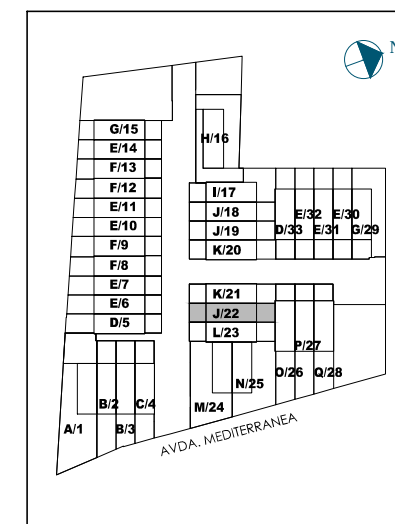 N
G/15
E/14
F/13
F/12
E/11
E/10
F/9
F/8
E/7
E/6
D/5
H/16
I/17
J/18
J/19
K/20
E/32
E/30
D/33
E/31
G/29
K/21
J/22
L/23
P/27
O/26
Q/28
N/25
M/24
B/2
C/4
A/1
B/3
AVDA. MEDITERRANEA